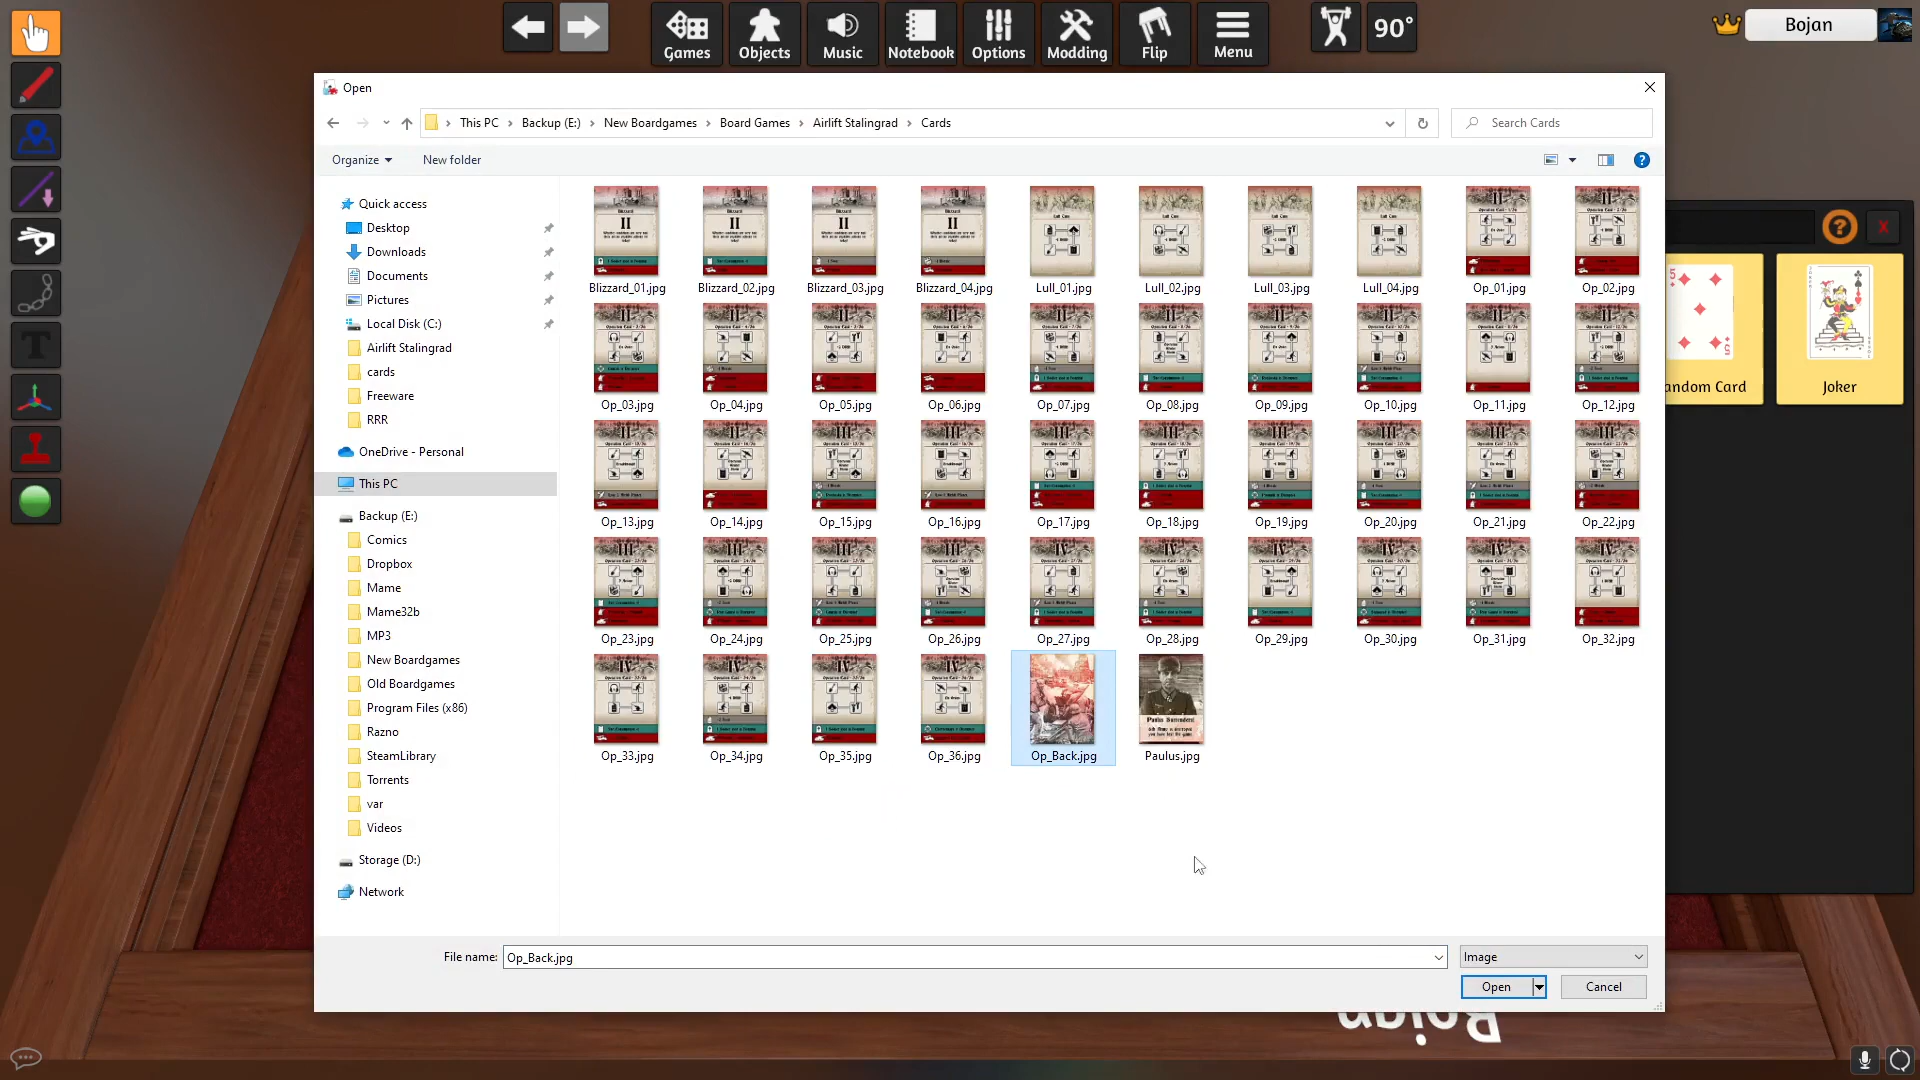 Games
Objects
Music
Notebook
Options
Modding
Flip
Menu
90°
Bojan
Open
This PC
Backup (E:)
New Boardgames
Board Games
Airlift Stalingrad
Cards
Search Cards
Organize
New folder
Quick access
Desktop
Downloads
Documents
Pictures
Local Disk (C:)
Airlift Stalingrad
cards
Freeware
RRR
OneDrive - Personal
This PC
Backup (E:)
Comics
Dropbox
Mame
Mame32b
MP3
New Boardgames
Old Boardgames
Program Files (x86)
Razno
SteamLibrary
Torrents
var
Videos
Storage (D:)
Network
Blizzard_01.jpg
Blizzard_02.jpg
Blizzard_03.jpg
Blizzard_04.jpg
Lull_01.jpg
Lull_02.jpg
Lull_03.jpg
Lull_04.jpg
Op_01.jpg
Op_02.jpg
Op_03.jpg
Op_04.jpg
Op_05.jpg
Op_06.jpg
Op_07.jpg
Op_08.jpg
Op_09.jpg
Op_10.jpg
Op_11.jpg
Op_12.jpg
Op_13.jpg
Op_14.jpg
Op_15.jpg
Op_16.jpg
Op_17.jpg
Op_18.jpg
Op_19.jpg
Op_20.jpg
Op_21.jpg
Op_22.jpg
Op_23.jpg
Op_24.jpg
Op_25.jpg
Op_26.jpg
Op_27.jpg
Op_28.jpg
Op_29.jpg
Op_30.jpg
Op_31.jpg
Op_32.jpg
Op_33.jpg
Op_34.jpg
Op_35.jpg
Op_36.jpg
Op_Back.jpg
Paulus.jpg
andom Card
Joker
File name:
Op_Back.jpg
Image
Open
Cancel
Bojan